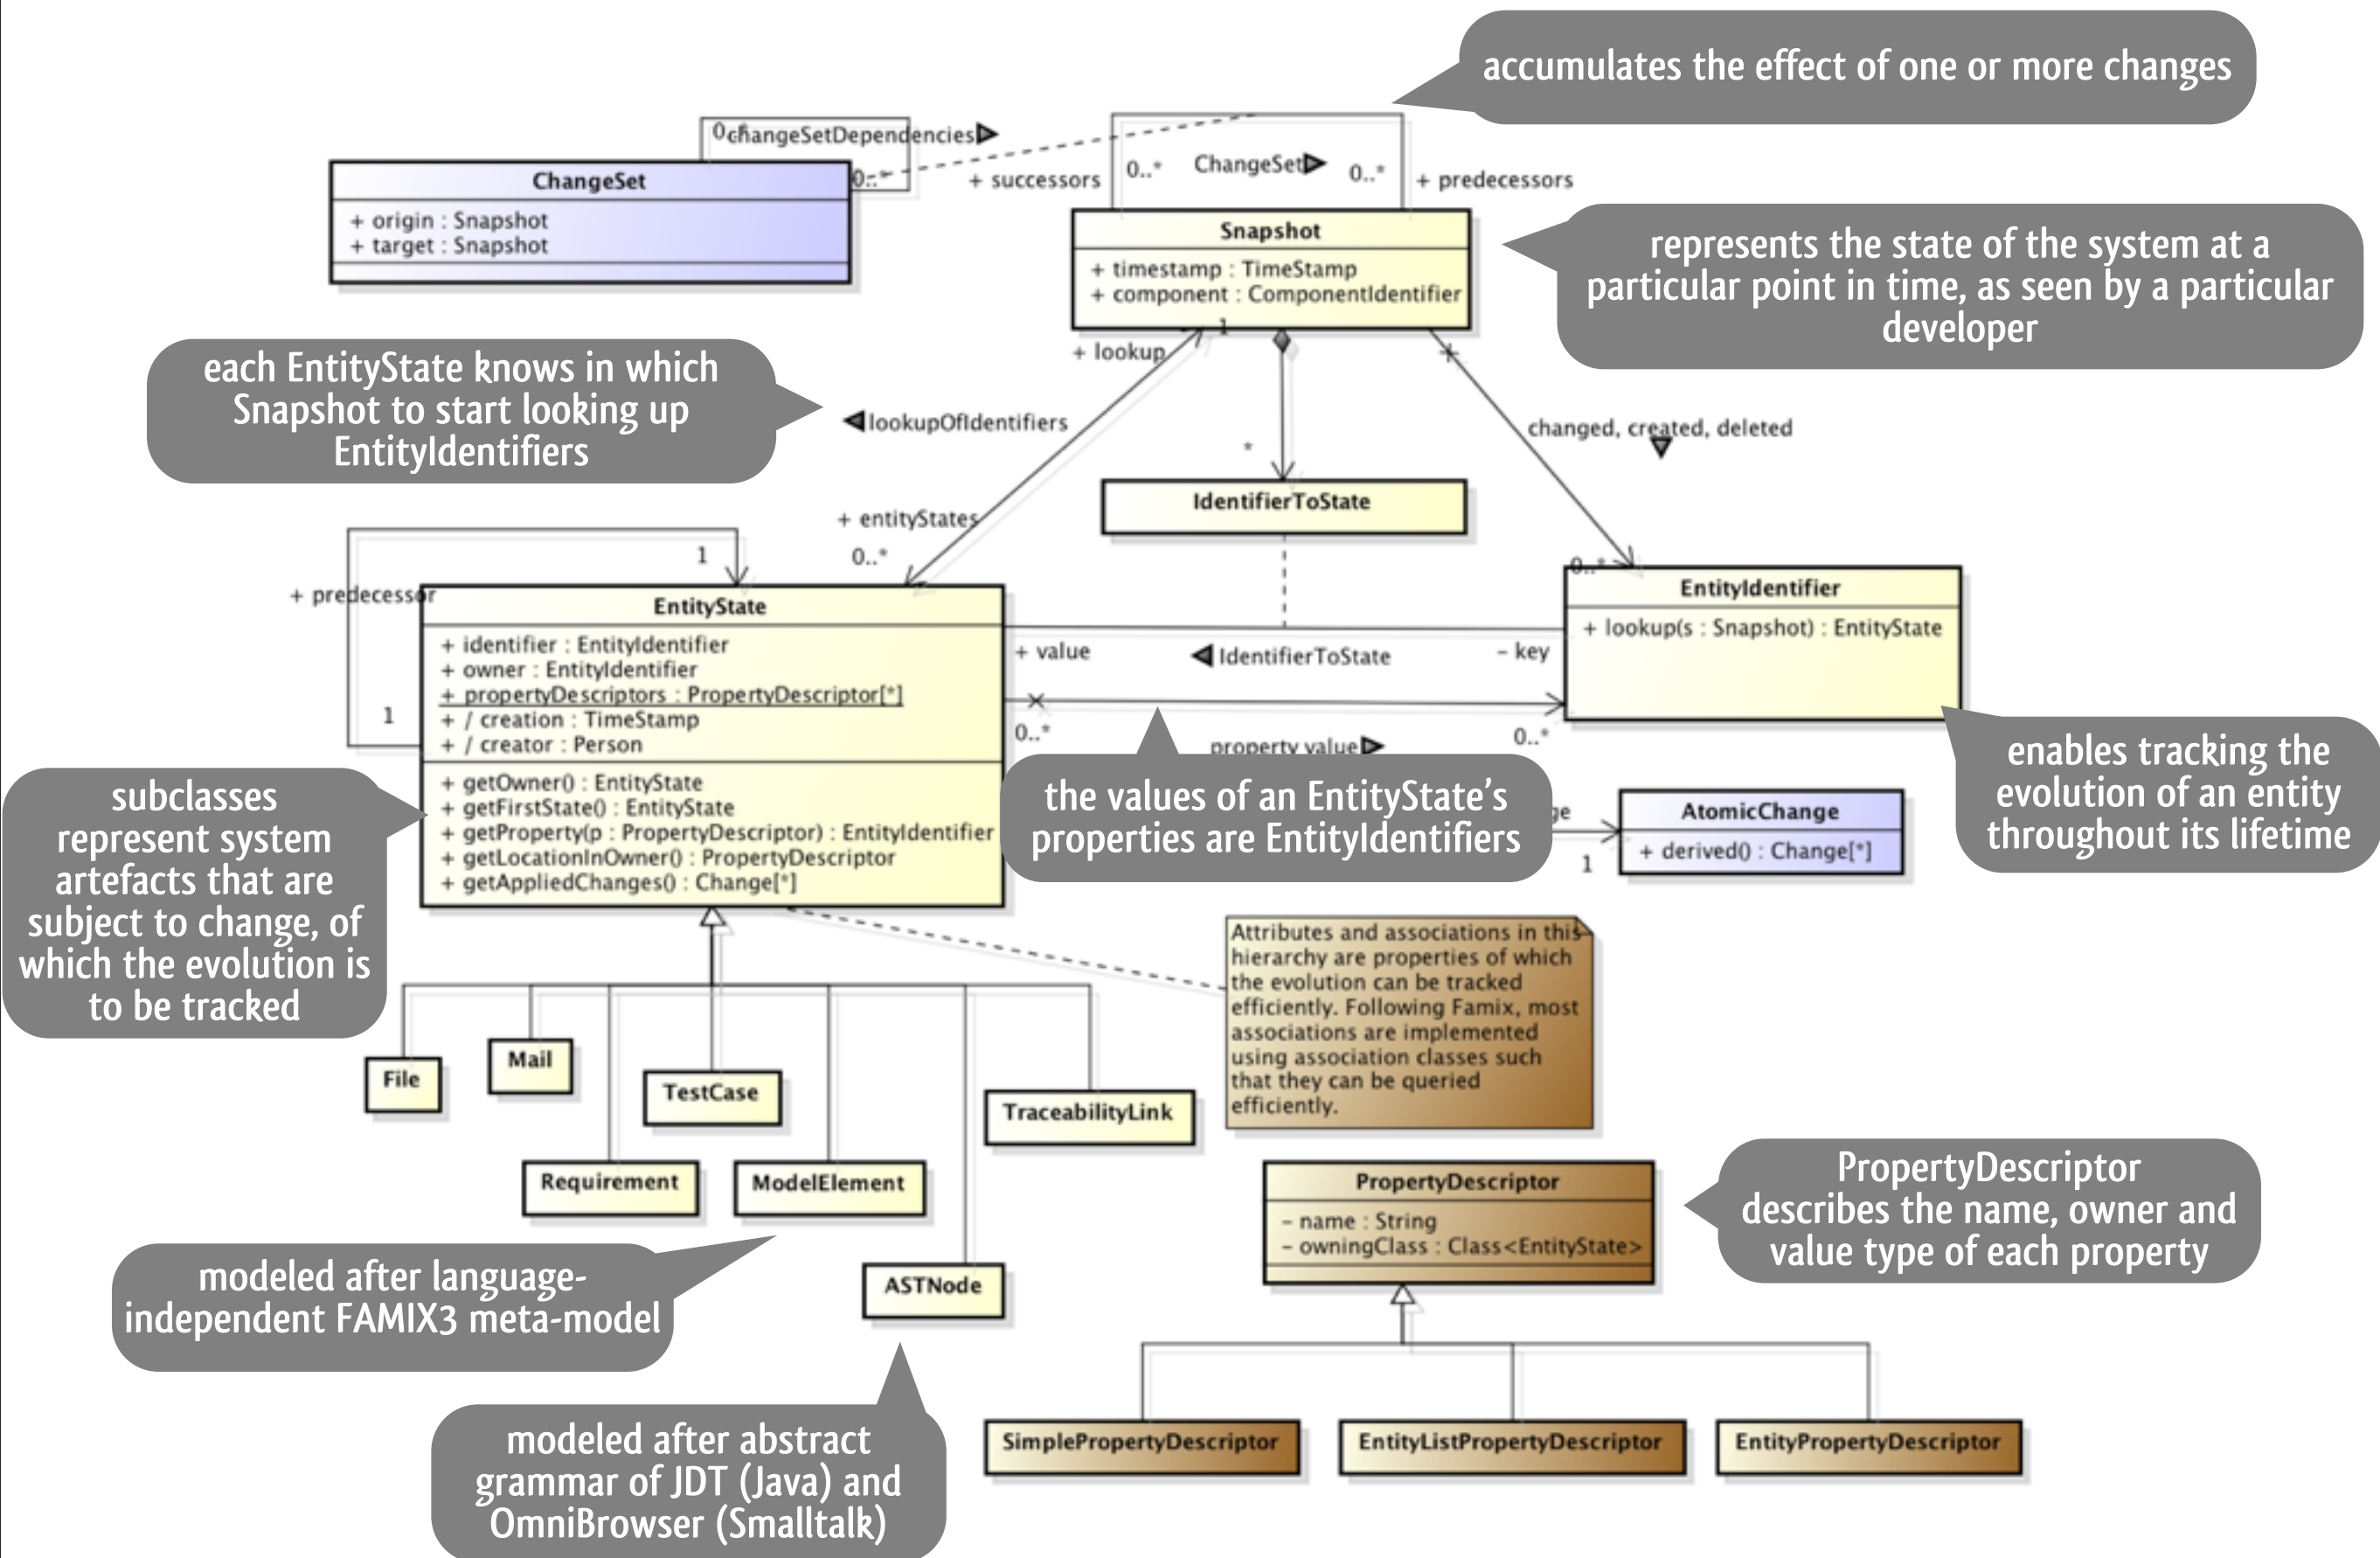 accumulates the effect of one or more changes
0..*
changeSetDependencies
ChangeSet
0..*
+ origin : Snapshot
+ target : Snapshot
+ successors
0..*
ChangeSet
0..*
+ predecessors
Snapshot
+ timestamp : TimeStamp
+ component : ComponentIdentifier
represents the state of the system at a
particular point in time, as seen by a particular
developer
1
+ lookup
each EntityState knows in which
Snapshot to start looking up
EntityIdentifiers
lookupOfIdentifiers
*
changed, created, deleted
IdentifierToState
+ entityStates
0..*
1
+ predecessor
1
0..*
EntityState
+ identifier : EntityIdentifier
+ owner : EntityIdentifier
+ propertyDescriptors : PropertyDescriptor[*]
+ / creation : TimeStamp
+ / creator : Person
+ getOwner() : EntityState
+ getFirstState() : EntityState
+ getProperty(p : PropertyDescriptor) : EntityIdentifier
+ getLocationInOwner() : PropertyDescriptor
+ getAppliedChanges() : Change[*]
EntityIdentifier
+ lookup(s : Snapshot) : EntityState
+ value
IdentifierToState
- key
0..*
property value
0..*
the values of an EntityState's
properties are EntityIdentifiers
enables tracking the
evolution of an entity
throughout its lifetime
ge
1
AtomicChange
+ derived() : Change[*]
subclasses
represent system
artefacts that are
subject to change, of
which the evolution is
to be tracked
Attributes and associations in this
hierarchy are properties of which
the evolution can be tracked
efficiently. Following Famix, most
associations are implemented
using association classes such
that they can be queried
efficiently.
File
Mail
TestCase
TraceabilityLink
Requirement
ModelElement
ASTNode
modeled after language-
independent FAMIX3 meta-model
modeled after abstract
grammar of JDT (Java) and
OmniBrowser (Smalltalk)
PropertyDescriptor
- name : String
- owningClass : Class<EntityState>
PropertyDescriptor
describes the name, owner and
value type of each property
SimplePropertyDescriptor
EntityListPropertyDescriptor
EntityPropertyDescriptor